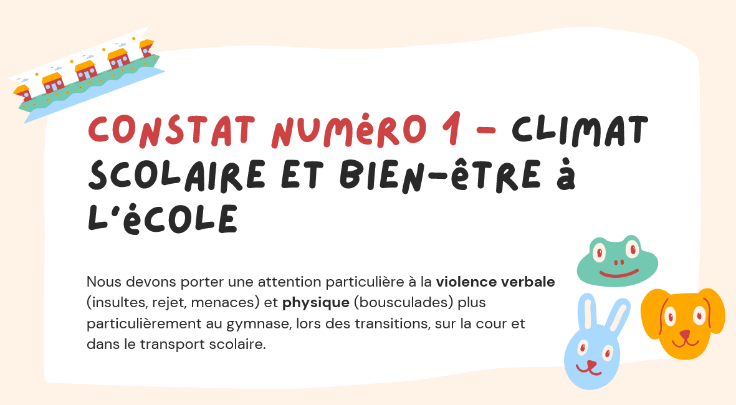 CONSTAT NUMÉRO 1 - CLIMAT
SCOLAIRE ET BIEN-ÊTRE à
L'ÉCOLE
Nous devons porter une attention particulière à la violence verbale
(insultes, rejet, menaces) et physique (bousculades) plus
particulièrement au gymnase, lors des transitions, sur la cour et
dans le transport scolaire.